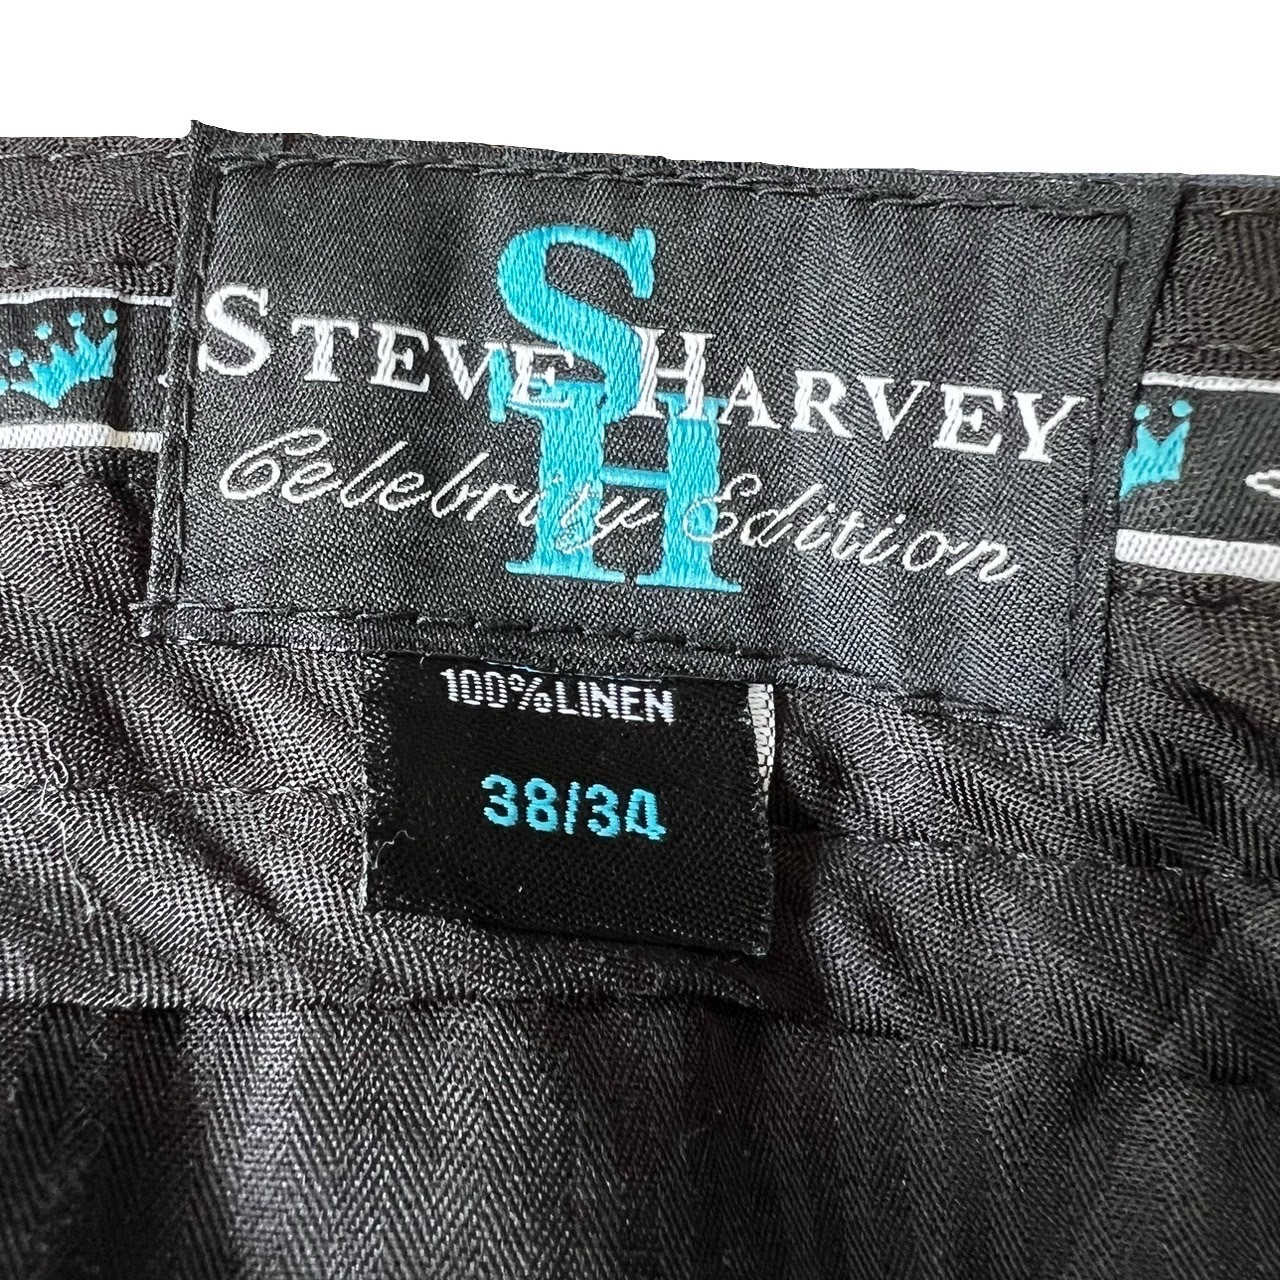 SH
STEVE HARVEY
Celebrity Edition
100%LINEN
38/34